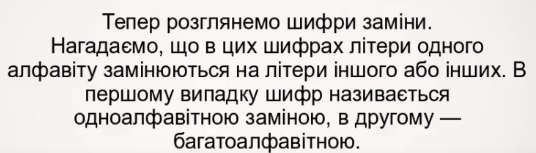 Тепер розглянемо шифри заміни.
Нагадаємо, що в цих шифрах літери одного
алфавіту замінюються на літери іншого або інших. В
першому випадку шифр називається
одноалфавітною заміною, в другому —
багатоалфавітною.